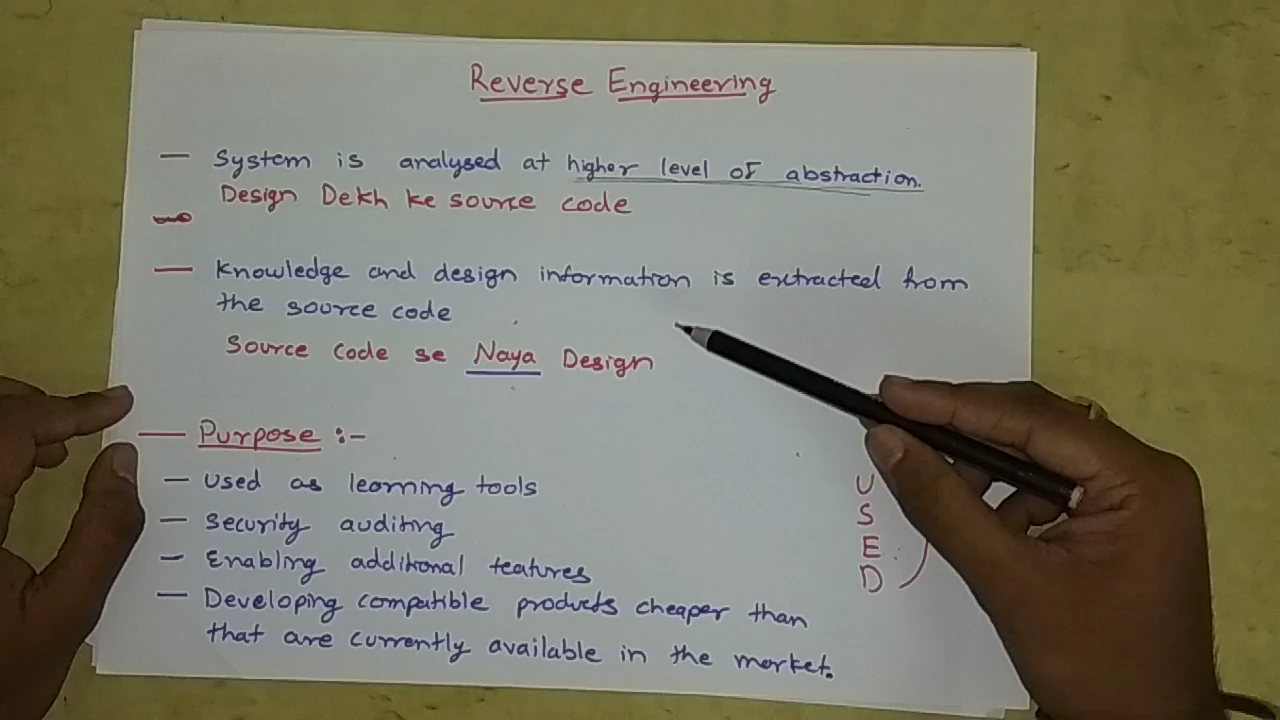 Reverse Engineering
— System is analysed at higher level of abstraction.
Design Dekh ke source code
— Knowledge and design information is extracted from
the source code
Source Code se Naya Design
— Purpose :-
— Used as learning tools
— Security auditing
— Enabling additional features
— Developing compatible products cheaper than
that are currently available in the market.
U
S
E
D